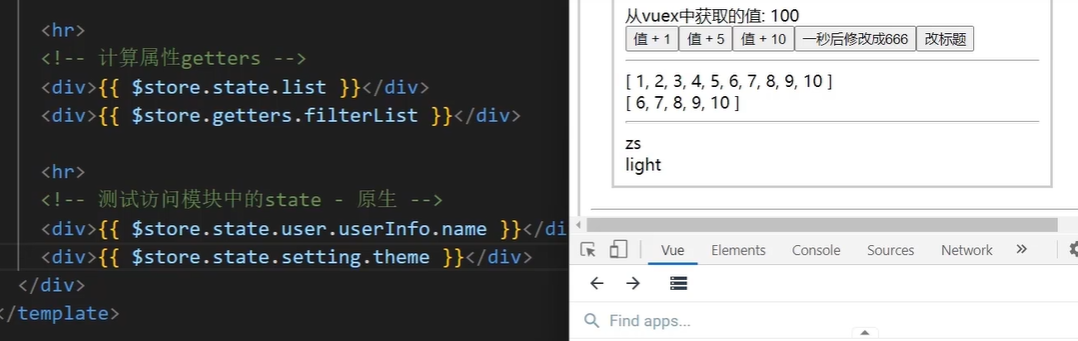 <hr>
<!-- 计算属性getters -->
<div>{{ $store.state.list }}</div>
<div>{{ $store.getters.filterList }}</div>
<hr>
<!-- 测试访问模块中的state - 原生 -->
<div>{{ $store.state.user.userInfo.name }}</di
<div>{{ $store.state.setting.theme }}</div>
</div>
</template>
从vuex中获取的值: 100
值 + 1 值 + 5 值 + 10 一秒后修改成666 改标题
[ 1, 2, 3, 4, 5, 6, 7, 8, 9, 10 ]
[ 6, 7, 8, 9, 10 ]
zs
light
Vue Elements Console Sources Network »
Find apps...